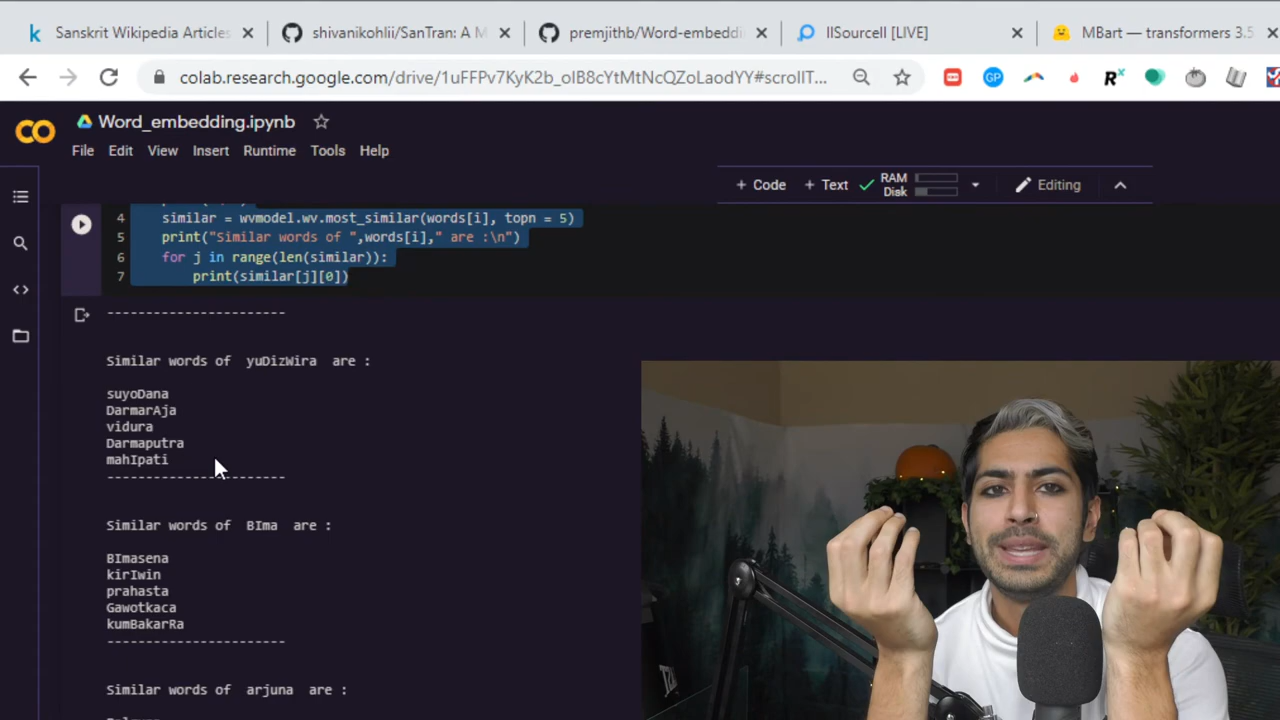 Sanskrit Wikipedia Articles
shivanikohlii/SanTran: A M
premjithb/Word-embeddi
llSourcell [LIVE]
MBart — transformers 3.5
colab.research.google.com/drive/1uFFPv7KyK2b_oIB8cYtMtNcQZoLaodYY#scrollT...
Word_embedding.ipynb
File Edit View Insert Runtime Tools Help
+ Code + Text RAM Disk Editing
4 similar = wvmodel.wv.most_similar(words[i], topn = 5)
5 print("Similar words of ",words[i]," are :\n")
6 for j in range(len(similar)):
7 print(similar[j][0])
-----------------------
Similar words of yuDizWira are :
suyoDana
DarmarAja
vidura
Darmaputra
mahIpati
-----------------------
Similar words of BIma are :
BImasena
kirIwin
prahasta
Gawotkaca
kumBakarRa
-----------------------
Similar words of arjuna are :